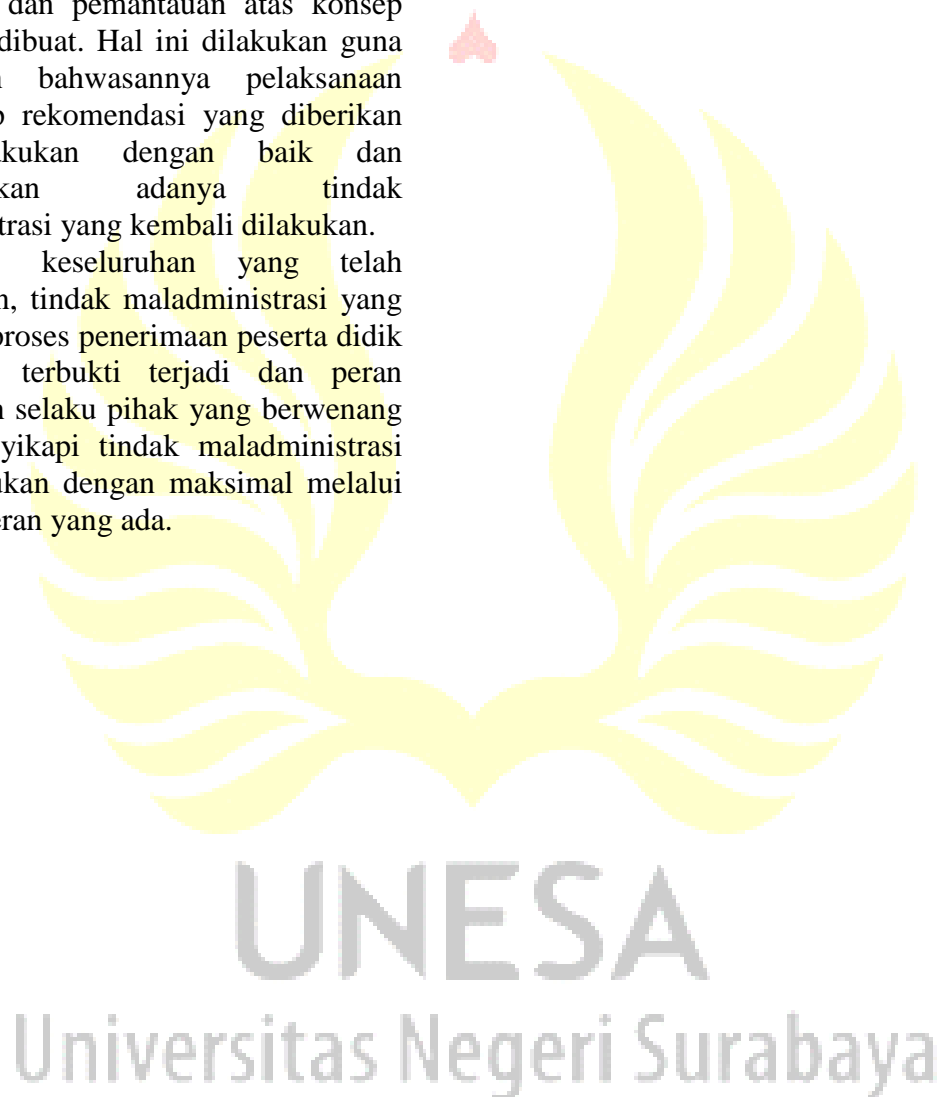 dan pemantauan atas konsep
dibuat. Hal ini dilakukan guna
bahwasannya pelaksanaan
rekomendasi yang diberikan
dengan baik dan
adanya tindak
yang kembali dilakukan.
keseluruhan yang telah
tindak maladministrasi yang
proses penerimaan peserta didik
terbukti terjadi dan peran
selaku pihak yang berwenang
tindak maladministrasi
dengan maksimal melalui
yang ada.
UNESA
Universitas Negeri Surabaya